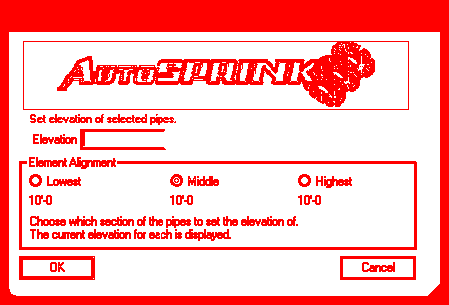 AUTOSPRINK
Set elevation of selected pipes.
Elevation
Element Alignment
Lowest Middle Highest
10'-0 10'-0 10'-0
Choose which section of the pipes to set the elevation of.
The current elevation for each is displayed.
OK Cancel